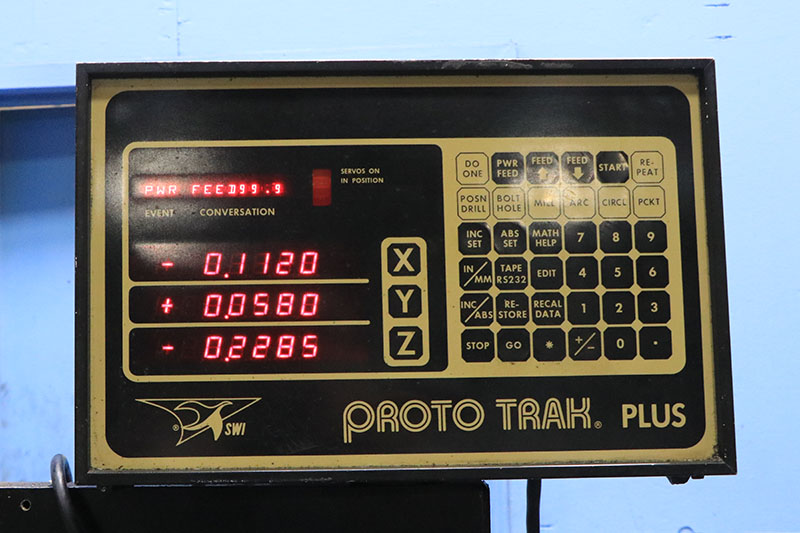 PWR FEED99.9
SERVOS ON
IN POSITION
EVENT CONVERSATION
- 0.1120 X
+ 0.0580 Y
- 0.2285 Z
DO ONE PWR FEED FEED FEED START RE-PEAT
POSN DRILL BOLT HOLE MILL ARC CIRCL PCKT
INC SET ABS SET MATH HELP 7 8 9
IN/MM TAPE RS232 EDIT 4 5 6
INC/ABS RE-STORE RECAL DATA 1 2 3
STOP GO * +/- 0 .
® SWI
PROTO TRAK® PLUS